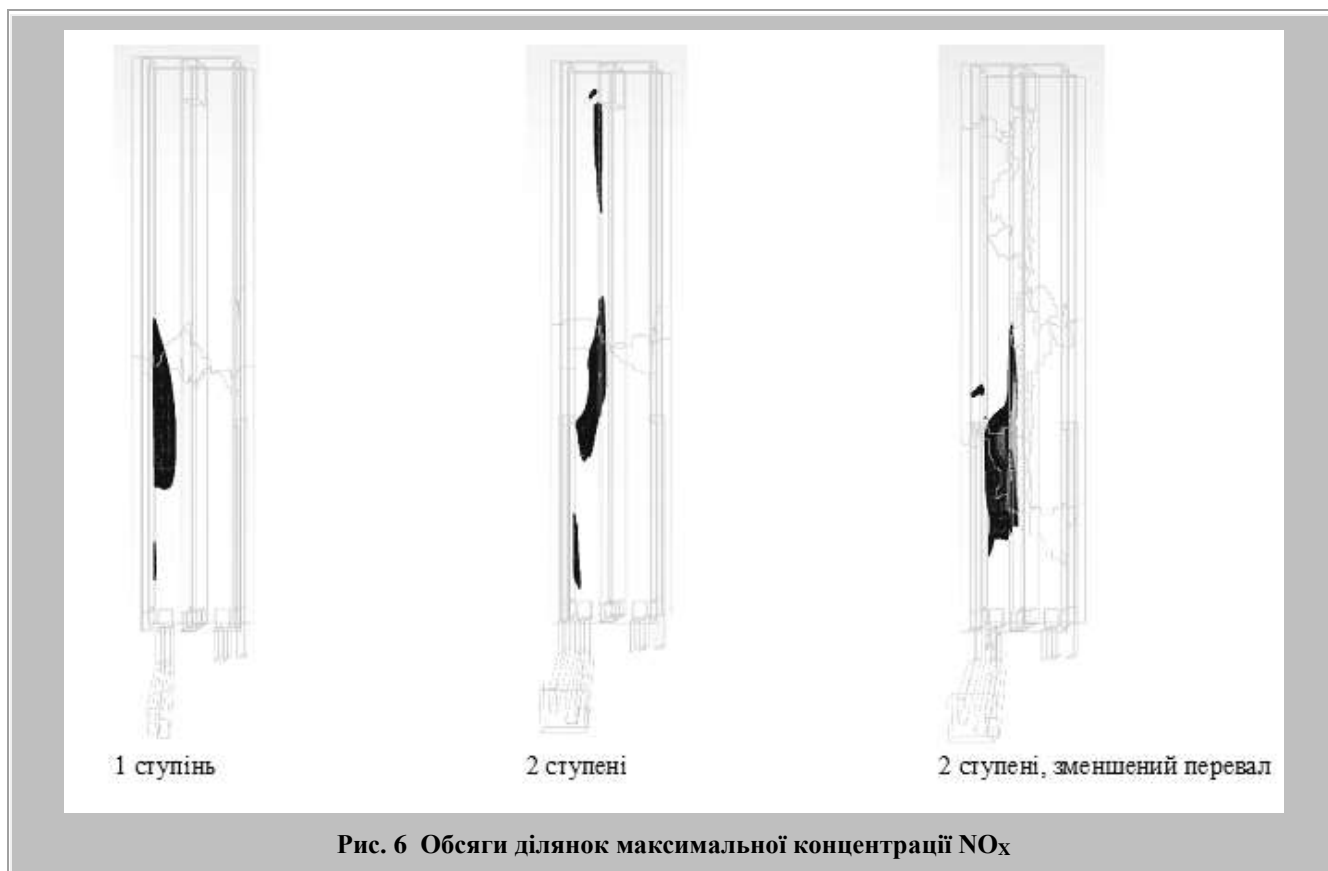 1 ступінь
2 ступені
2 ступені, зменшений перевал
Рис. 6 Обсяги ділянок максимальної концентрації NOX